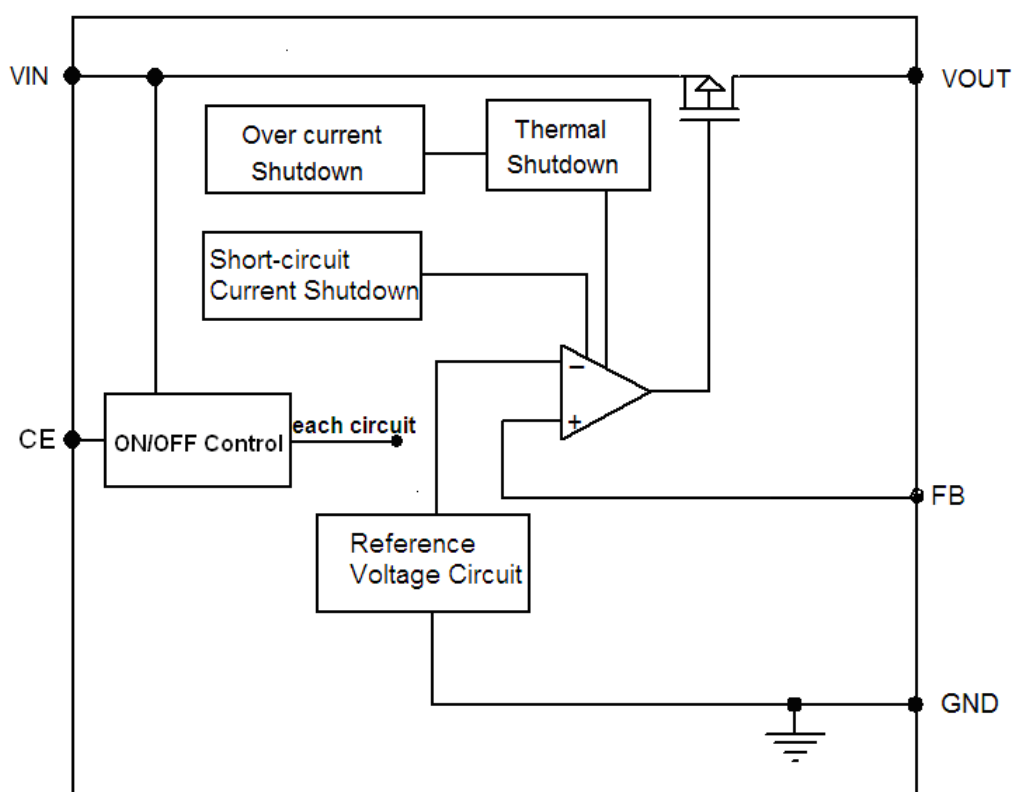 VIN
VOUT
Over current
Shutdown
Thermal
Shutdown
Short-circuit
Current Shutdown
−
+
CE
ON/OFF Control
each circuit
FB
Reference
Voltage Circuit
GND